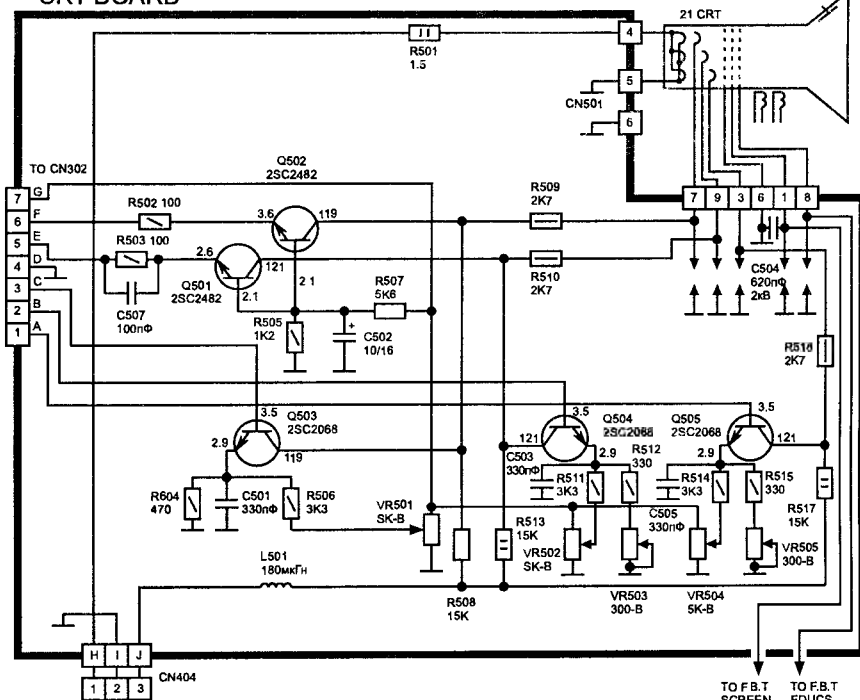 CRT BOARD
21 CRT
4
R501
1.5
5
CN501
6
TO CN302
Q502
2SC2482
7 G
R502 100
3.6
119
R509
2K7
7 9 3 6 1 8
6 F
5 E
R503 100
2.6
121
4 D
Q501
2SC2482
2.1
2 1
R507
5K6
R510
2K7
C504
620пФ
2кВ
3 C
2 B
1 A
C507
100пФ
R505
1K2
C502
10/16
+
R516
2K7
3.5
Q503
2SC2068
2.9
119
3.5
Q504
2SC2068
121
2.9
Q505
2SC2068
3.5
121
2.9
C503
330пФ
R512
330
R511
3K3
R514
3K3
R515
330
R604
470
C501
330пФ
R506
3K3
VR501
SK-B
C505
330пФ
R517
15K
R513
15K
VR502
SK-B
VR505
300-B
L501
180мкГн
R508
15K
VR503
300-B
VR504
5K-B
H I J
CN404
1 2 3
TO F.B.T
SCREEN
TO F.B.T
FOUCS